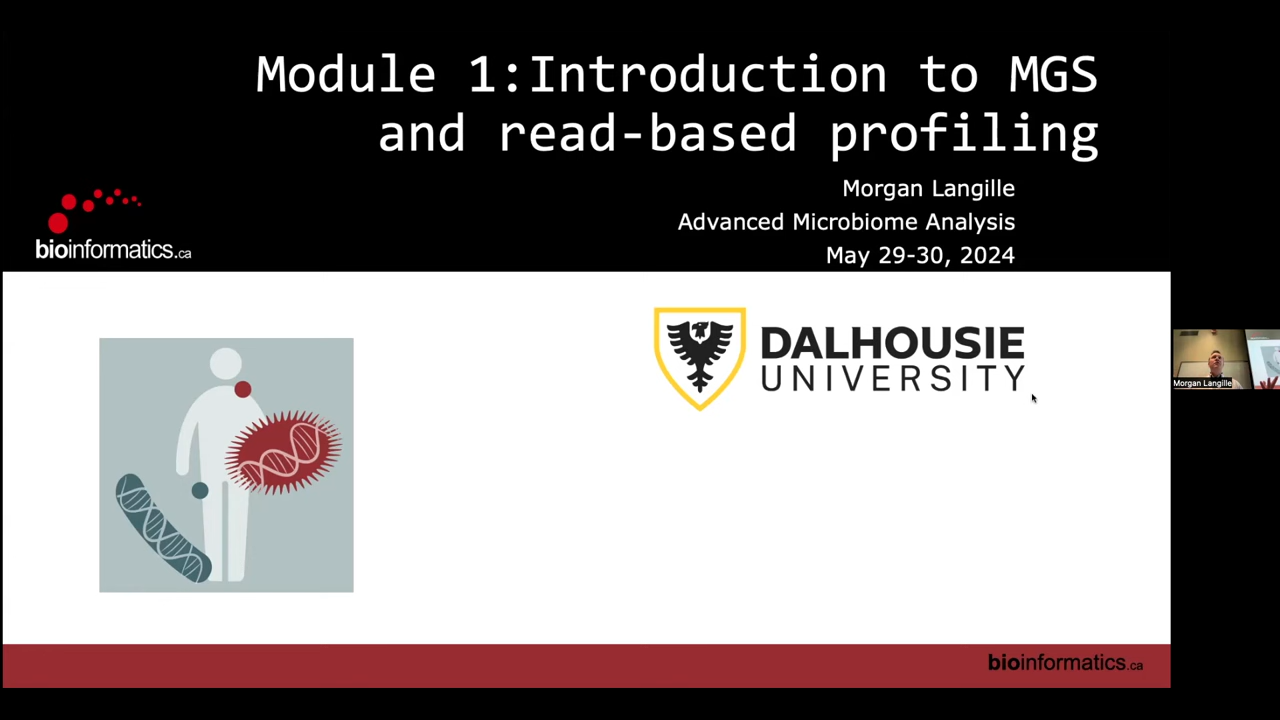 Module 1:Introduction to MGS
and read-based profiling
Morgan Langille
Advanced Microbiome Analysis
May 29-30, 2024
bioinformatics.ca
DALHOUSIE
UNIVERSITY
Morgan Langille
bioinformatics.ca